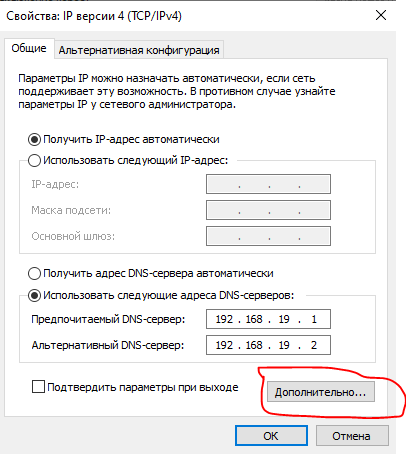 Свойства: IP версии 4 (TCP/IPv4)
Общие
Альтернативная конфигурация
Параметры IP можно назначать автоматически, если сеть
поддерживает эту возможность. В противном случае узнайте
параметры IP у сетевого администратора.
Получить IP-адрес автоматически
Использовать следующий IP-адрес:
IP-адрес:
Маска подсети:
Основной шлюз:
Получить адрес DNS-сервера автоматически
Использовать следующие адреса DNS-серверов:
Предпочитаемый DNS-сервер: 192 . 168 . 19 . 1
Альтернативный DNS-сервер: 192 . 168 . 19 . 2
Подтвердить параметры при выходе
Дополнительно...
ОК
Отмена